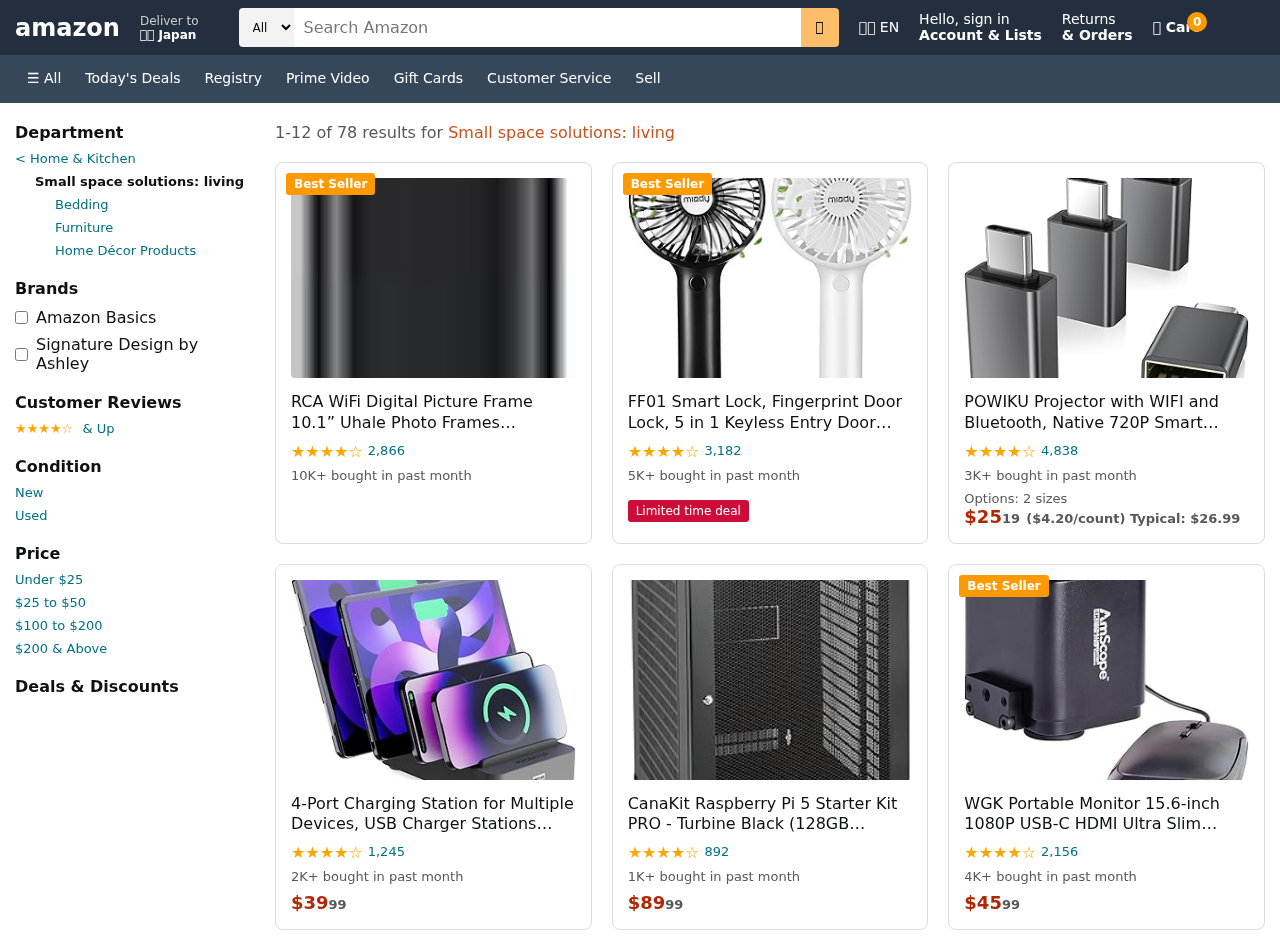 amazon
Deliver to
Japan
All
Search Amazon
EN
Hello, sign in
Account & Lists
Returns
& Orders
0
☰ All
Today's Deals
Registry
Prime Video
Gift Cards
Customer Service
Sell
Department
< Home & Kitchen
Small space solutions: living
Bedding
Furniture
Home Décor Products
Brands
Amazon Basics
Signature Design by
Ashley
Customer Reviews
★★★★☆ & Up
Condition
New
Used
Price
Under $25
$25 to $50
$100 to $200
$200 & Above
Deals & Discounts
1-12 of 78 results for Small space solutions: living
Best Seller
RCA WiFi Digital Picture Frame
10.1” Uhale Photo Frames...
★★★★☆ 2,866
10K+ bought in past month
Best Seller
miady
miady
FF01 Smart Lock, Fingerprint Door
Lock, 5 in 1 Keyless Entry Door...
★★★★☆ 3,182
5K+ bought in past month
Limited time deal
POWIKU Projector with WIFI and
Bluetooth, Native 720P Smart...
★★★★☆ 4,838
3K+ bought in past month
Options: 2 sizes
$2519 ($4.20/count) Typical: $26.99
4-Port Charging Station for Multiple
Devices, USB Charger Stations...
★★★★☆ 1,245
2K+ bought in past month
$3999
CanaKit Raspberry Pi 5 Starter Kit
PRO - Turbine Black (128GB...
★★★★☆ 892
1K+ bought in past month
$8999
Best Seller
AmScope
WGK Portable Monitor 15.6-inch
1080P USB-C HDMI Ultra Slim...
★★★★☆ 2,156
4K+ bought in past month
$4599